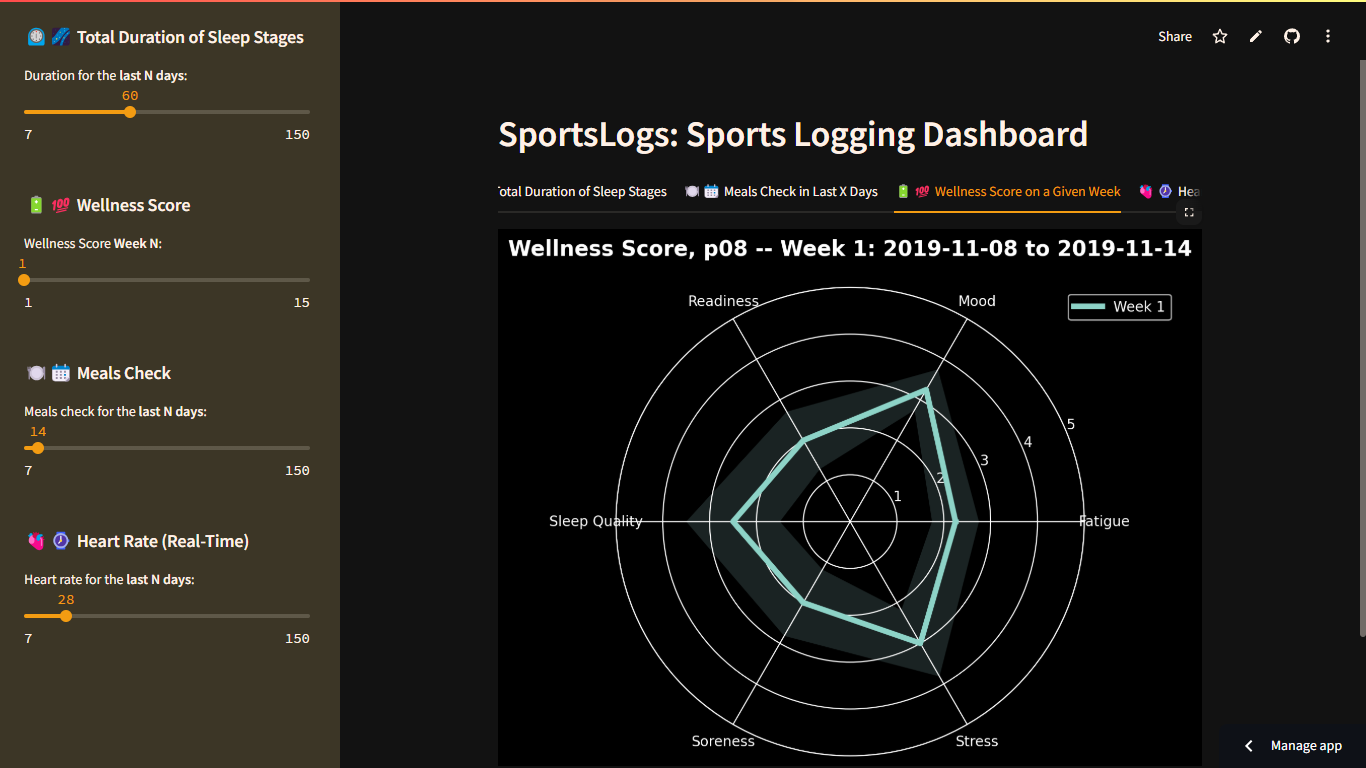 Total Duration of Sleep Stages
Duration for the last N days:
60
7 150
Wellness Score
Wellness Score Week N:
1
1 15
Meals Check
Meals check for the last N days:
14
7 150
Heart Rate (Real-Time)
Heart rate for the last N days:
28
7 150
Share
SportsLogs: Sports Logging Dashboard
otal Duration of Sleep Stages Meals Check in Last X Days 💯 Wellness Score on a Given Week Hea
Wellness Score, p08 -- Week 1: 2019-11-08 to 2019-11-14
Readiness Mood Week 1
5
4
3
2
1
Sleep Quality Fatigue
Soreness Stress
Manage app